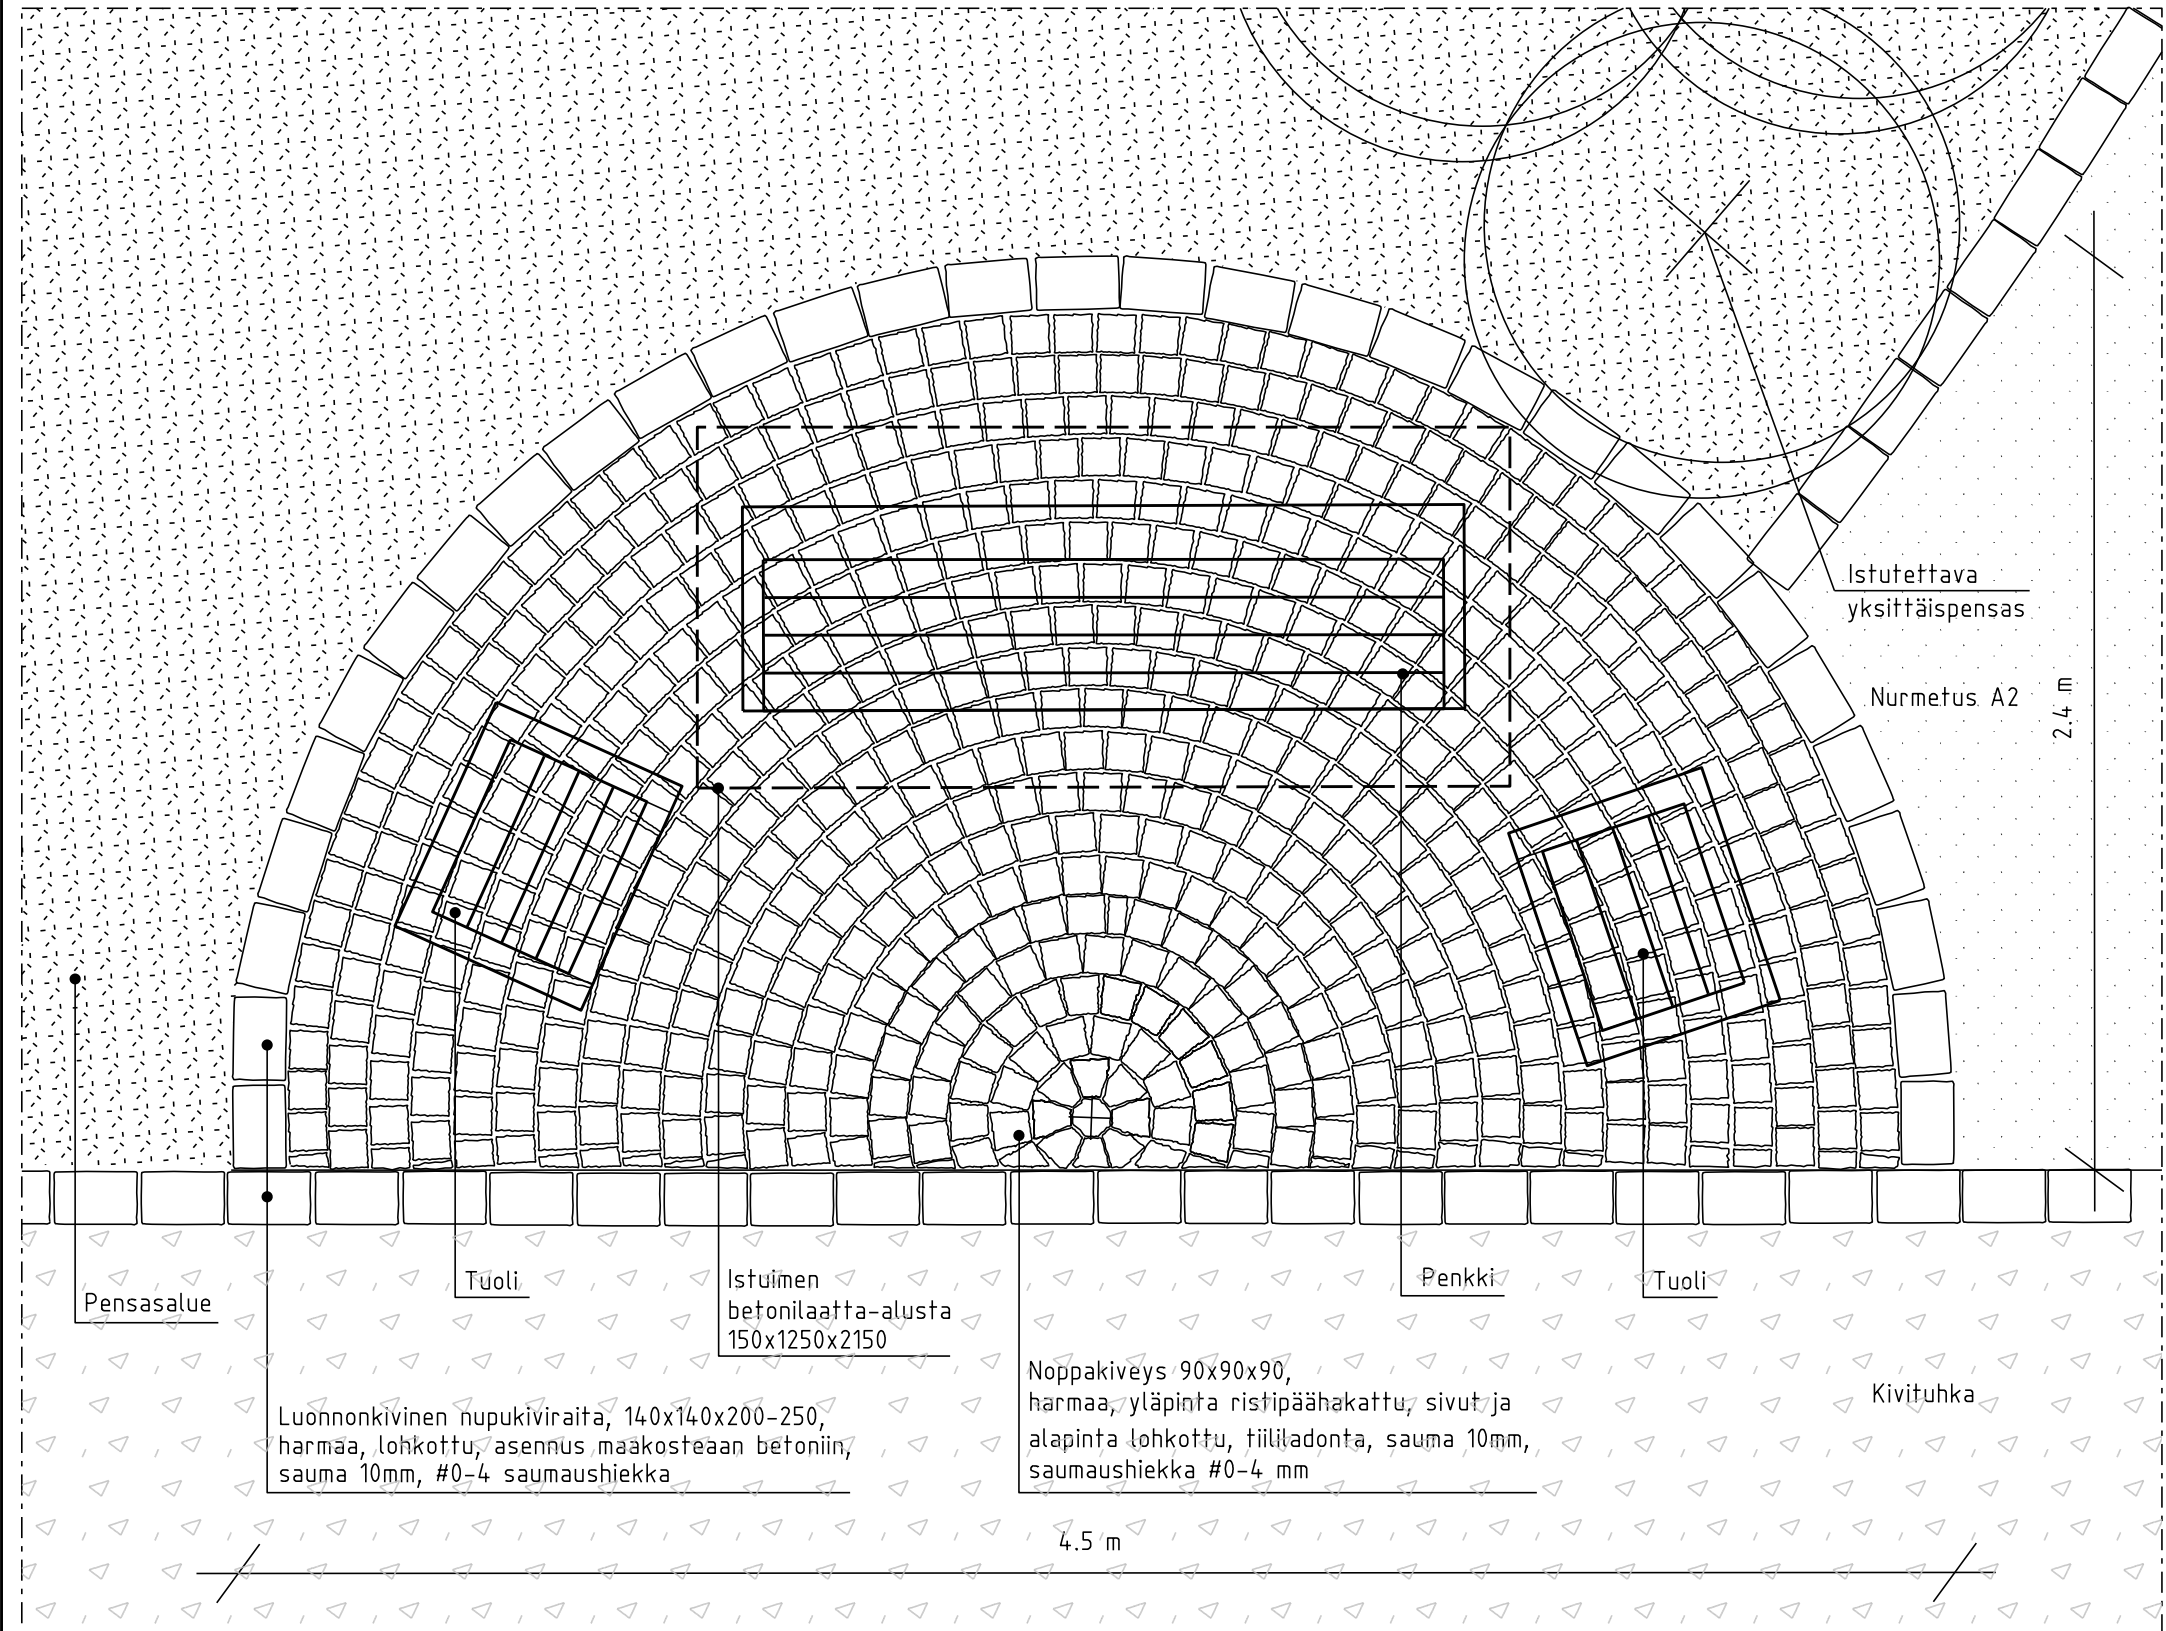 Istutettava
yksittäispensas
Nurmetus A2
2.4 m
Tuoli
Pensasalue
Istuimen
betonilaatta-alusta
150x1250x2150
Penkki
Tuoli
Noppakiveys 90x90x90,
harmaa, yläpinta ristipäähakattu, sivut ja
alapinta lohkottu, tiililadonta, sauma 10mm,
saumaushiekka #0-4 mm
Kivituhka
Luonnonkivinen nupukiviraita, 140x140x200-250,
harmaa, lohkottu, asennus maakosteaan betoniin,
sauma 10mm, #0-4 saumaushiekka
4.5 m